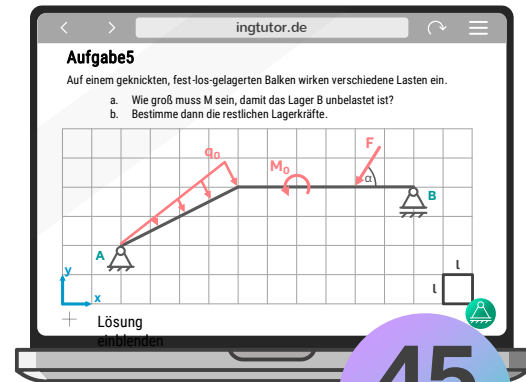 ingtutor.de
Aufgabe5
Auf einem geknickten, fest-los-gelagerten Balken wirken verschiedene Lasten ein.
a. Wie groß muss M sein, damit das Lager B unbelastet ist?
b. Bestimme dann die restlichen Lagerkräfte.
q₀
M₀
F
α
B
A
y
x
l
l
Lösung
einblenden
45